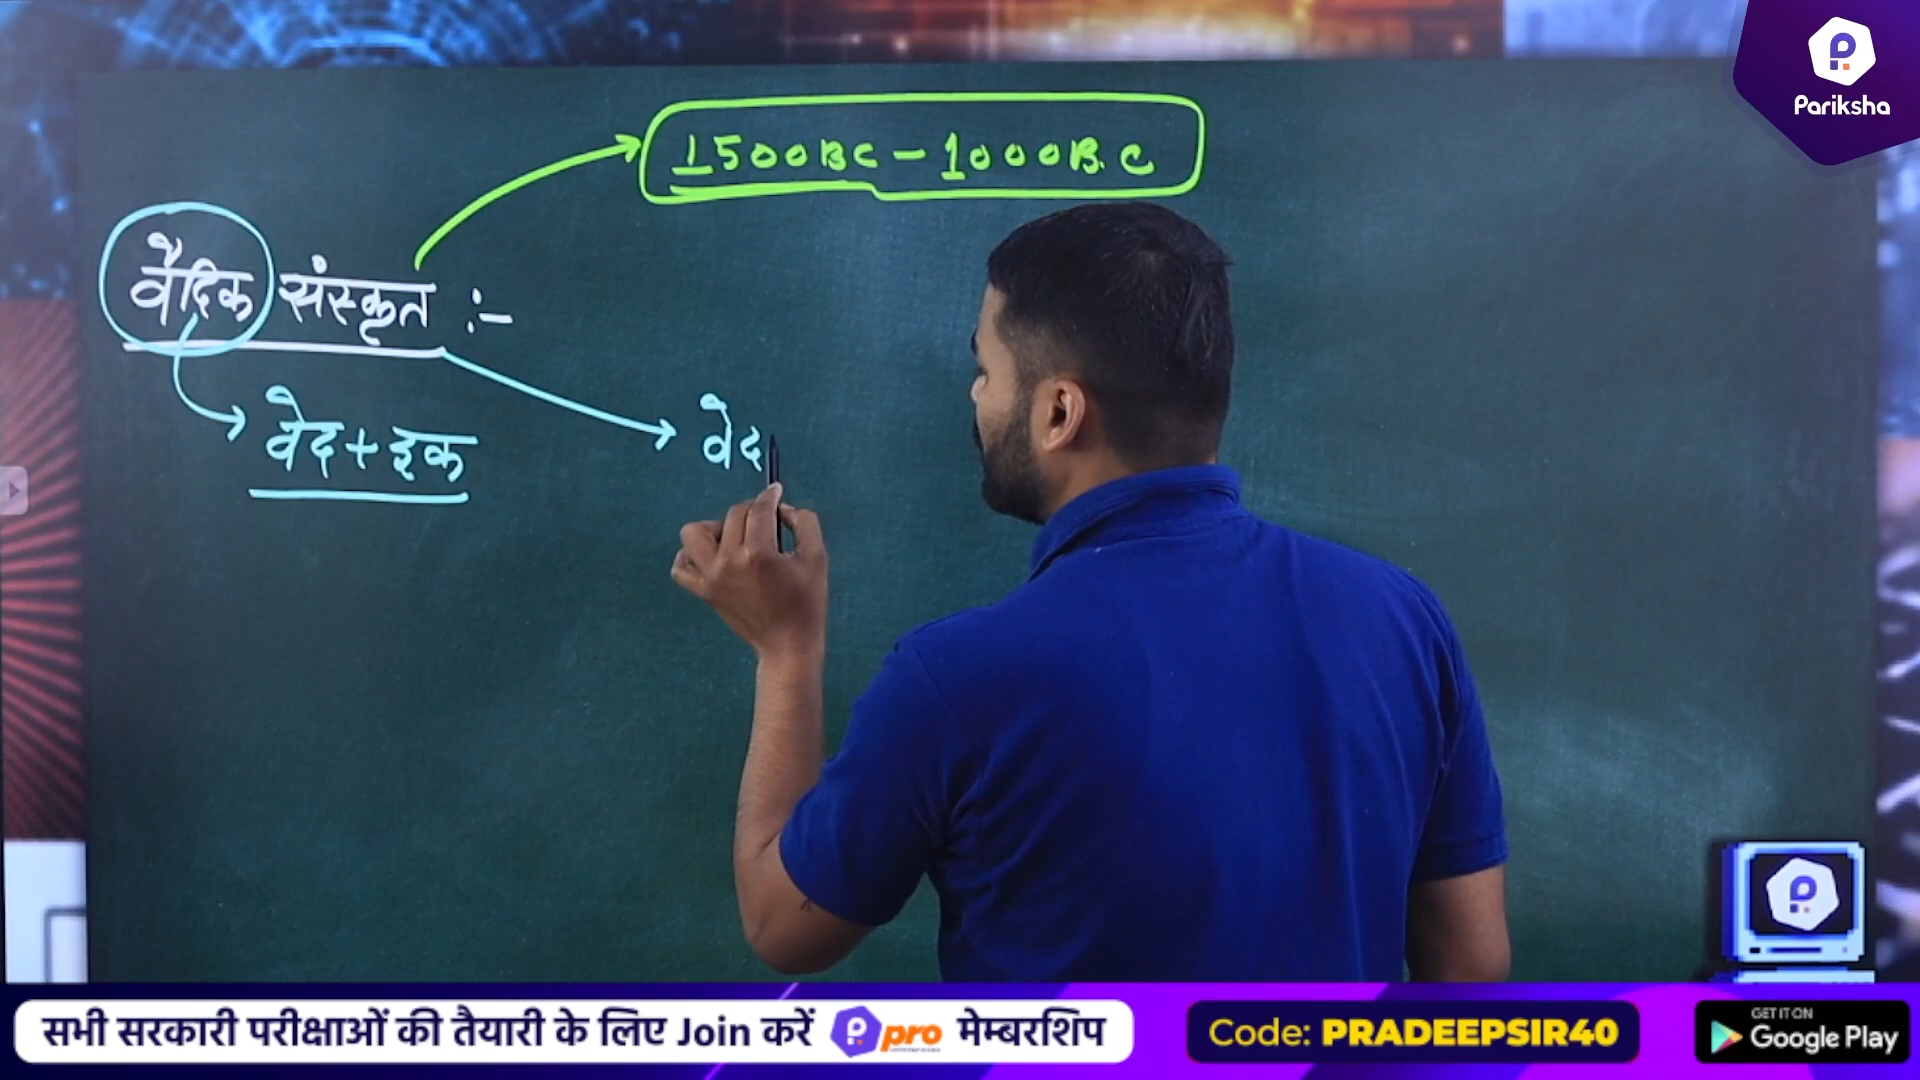 Pariksha
1500BC - 1000B.C
वैदिक संस्कृत :-
वेद+इक
वेद
सभी सरकारी परीक्षाओं की तैयारी के लिए Join करें pro मेम्बरशिप
Code: PRADEEPSIR40
GET IT ON
Google Play